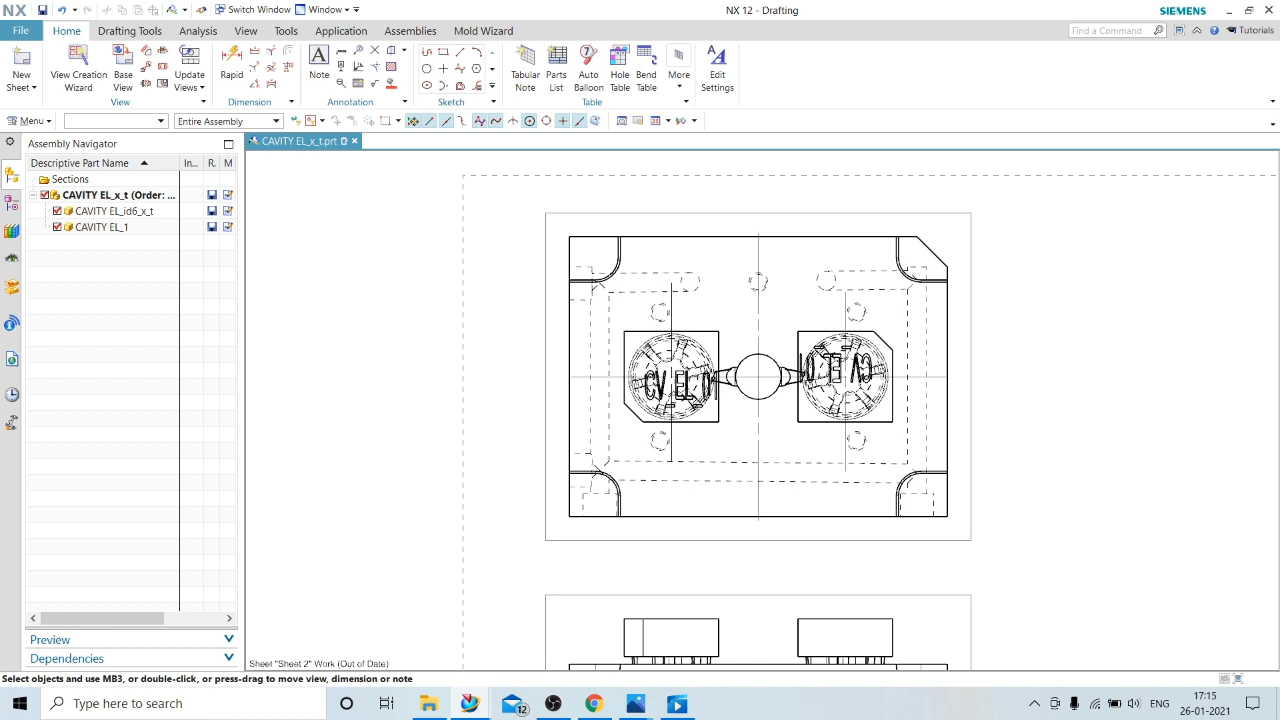 NX
Switch Window
Window
NX 12 - Drafting
SIEMENS
File
Home
Drafting Tools
Analysis
View
Tools
Application
Assemblies
Mold Wizard
Find a Command
Tutorials
New Sheet
View Creation Wizard
Base View
Update Views
View
Rapid
Dimension
Note
Annotation
Sketch
Tabular Note
Parts List
Auto Balloon
Hole Table
Bend Table
More
Table
Edit Settings
Menu
Entire Assembly
Assembly Navigator
CAVITY EL_x_t.prt
Descriptive Part Name
In...
R.
M
Sections
CAVITY EL_x_t (Order: ...
CAVITY EL_id6_x_t
CAVITY EL_1
Preview
Dependencies
Sheet "Sheet 2" Work (Out of Date)
Select objects and use MB3, or double-click, or press-drag to move view, dimension or note
Type here to search
12
ENG
17:15
26-01-2021